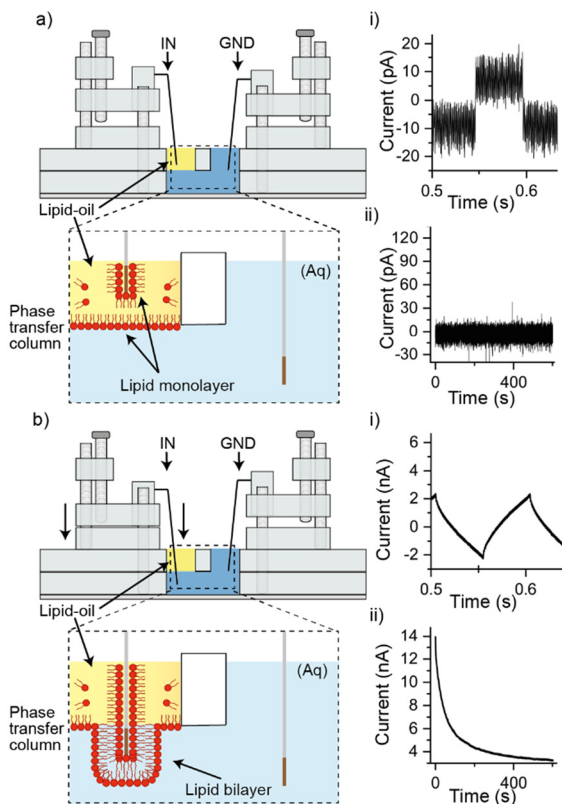 a)
IN
GND
Lipid-oil
(Aq)
Phase
transfer
column
Lipid monolayer
i)
Current (pA)
20
10
0
-10
-20
0.5
0.6
Time (s)
ii)
Current (pA)
120
90
60
30
0
-30
0
400
Time (s)
b)
IN
GND
Lipid-oil
(Aq)
Phase
transfer
column
Lipid bilayer
i)
Current (nA)
6
4
2
0
-2
0.5
0.6
Time (s)
ii)
Current (nA)
14
12
10
8
6
4
0
400
Time (s)